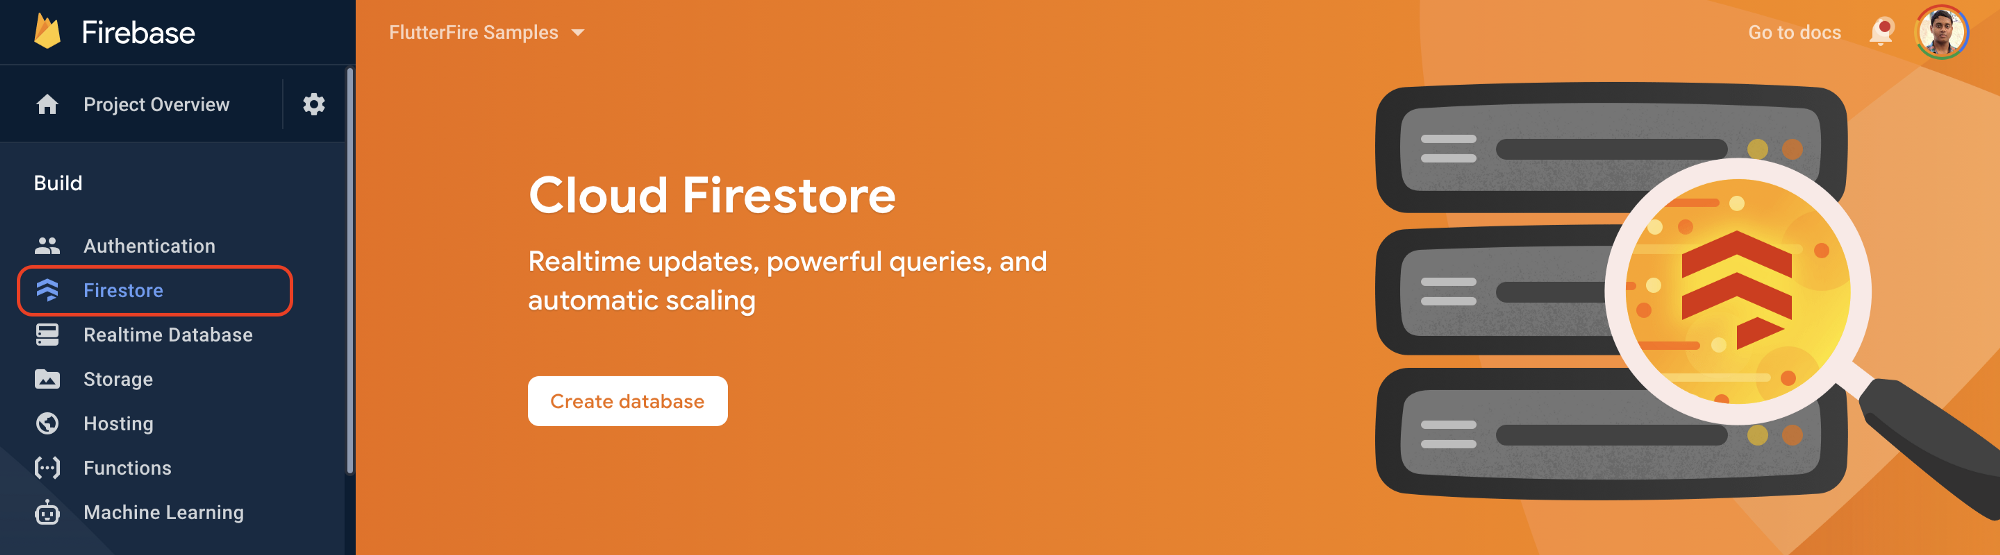 Firebase
Project Overview
Build
Authentication
Firestore
Realtime Database
Storage
Hosting
Functions
Machine Learning
FlutterFire Samples
Go to docs
Cloud Firestore
Realtime updates, powerful queries, and
automatic scaling
Create database